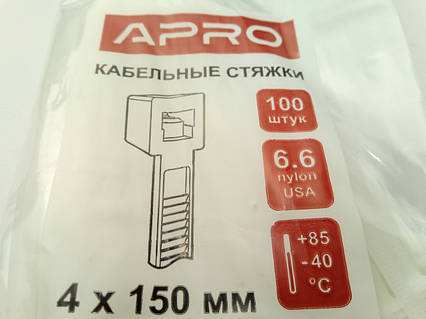 APRO
КАБЕЛЬНЫЕ СТЯЖКИ
100
штук
6.6
nylon
USA
+85
-40
°C
4 x 150 мм